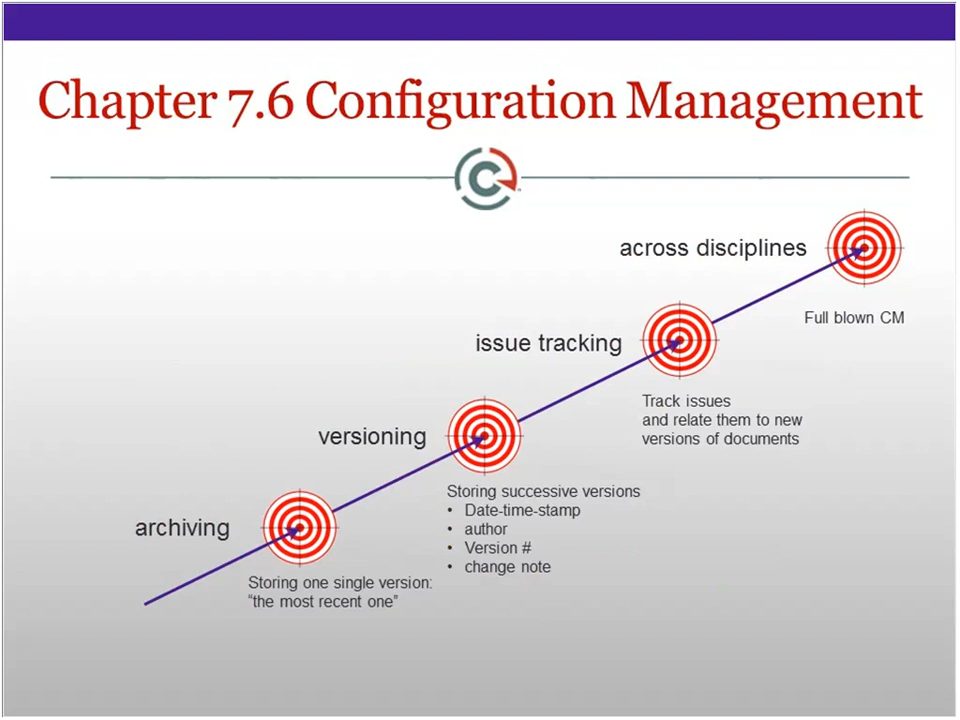 Chapter 7.6 Configuration Management
C
across disciplines
Full blown CM
issue tracking
Track issues
and relate them to new
versions of documents
versioning
Storing successive versions
• Date-time-stamp
• author
• Version #
• change note
archiving
Storing one single version:
“the most recent one”